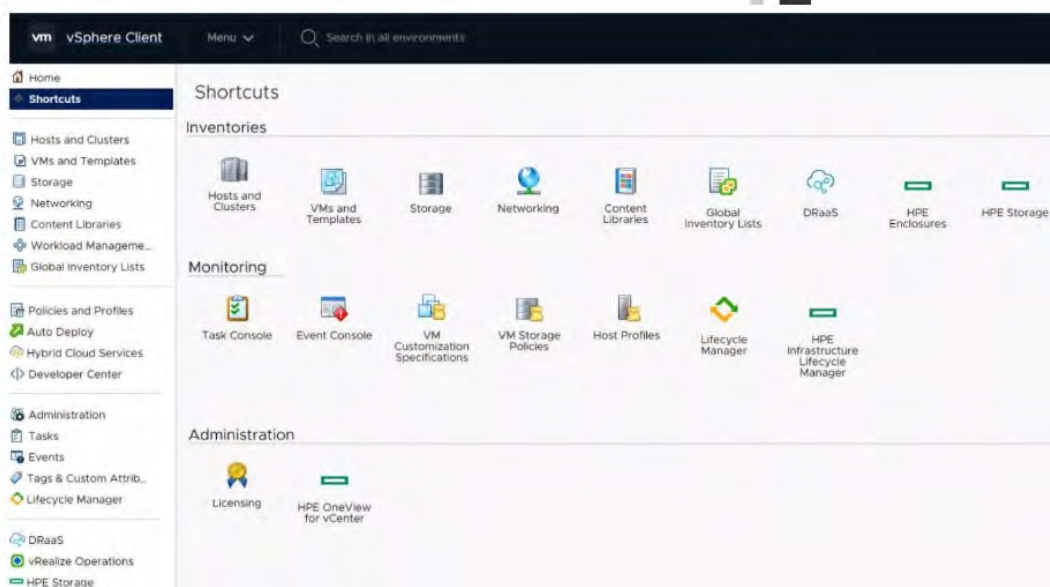 vm vSphere Client
Menu
Search in all environments
Home
Shortcuts
Hosts and Clusters
VMs and Templates
Storage
Networking
Content Libraries
Workload Manageme...
Global Inventory Lists
Policies and Profiles
Auto Deploy
Hybrid Cloud Services
Developer Center
Administration
Tasks
Events
Tags & Custom Attrib...
Lifecycle Manager
DRaaS
vRealize Operations
HPE Storage
Shortcuts
Inventories
Hosts and
Clusters
VMs and
Templates
Storage
Networking
Content
Libraries
Global
Inventory Lists
DRaaS
HPE
Enclosures
HPE Storage
Monitoring
Task Console
Event Console
VM
Customization
Specifications
VM Storage
Policies
Host Profiles
Lifecycle
Manager
HPE
Infrastructure
Lifecycle
Manager
Administration
Licensing
HPE OneView
for vCenter